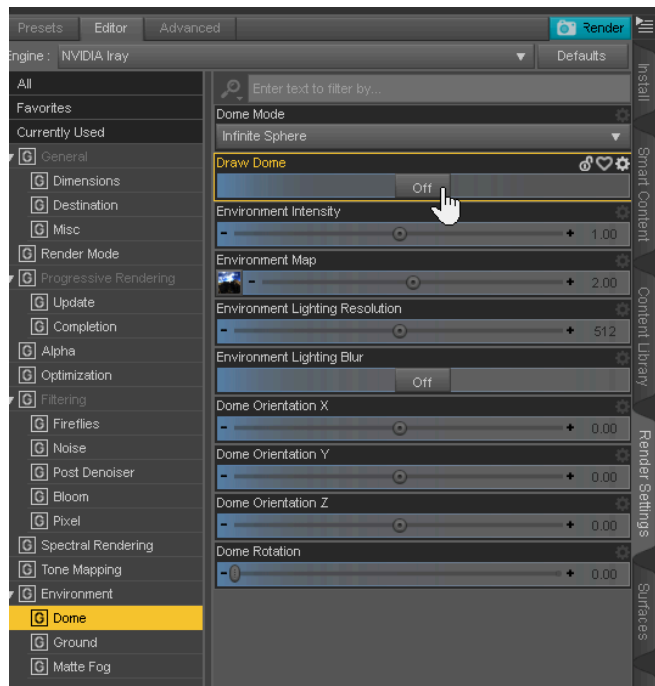 Presets Editor Advanced Render
Engine : NVIDIA Iray Defaults
All
Favorites
Currently Used
G General
G Dimensions
G Destination
G Misc
G Render Mode
G Progressive Rendering
G Update
G Completion
G Alpha
G Optimization
G Filtering
G Fireflies
G Noise
G Post Denoiser
G Bloom
G Pixel
G Spectral Rendering
G Tone Mapping
G Environment
G Dome
G Ground
G Matte Fog
Enter text to filter by...
Dome Mode
Infinite Sphere
Draw Dome
Off
Environment Intensity
- + 1.00
Environment Map
- + 2.00
Environment Lighting Resolution
- + 512
Environment Lighting Blur
Off
Dome Orientation X
- + 0.00
Dome Orientation Y
- + 0.00
Dome Orientation Z
- + 0.00
Dome Rotation
- + 0.00
Install
Smart Content
Content Library
Render Settings
Surfaces